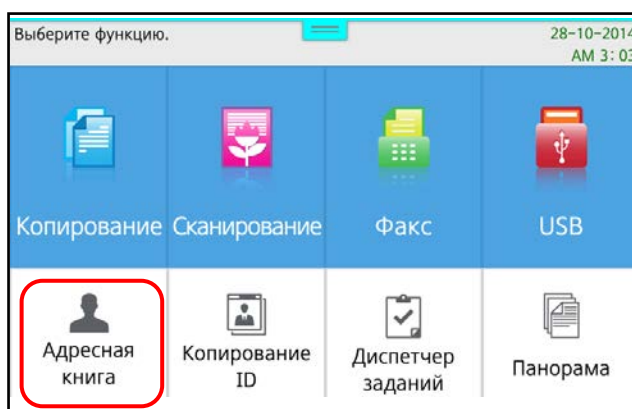 Выберите функцию.
28-10-2014
AM 3:03
Копирование
Сканирование
Факс
USB
Адресная
книга
Копирование
ID
Диспетчер
заданий
Панорама